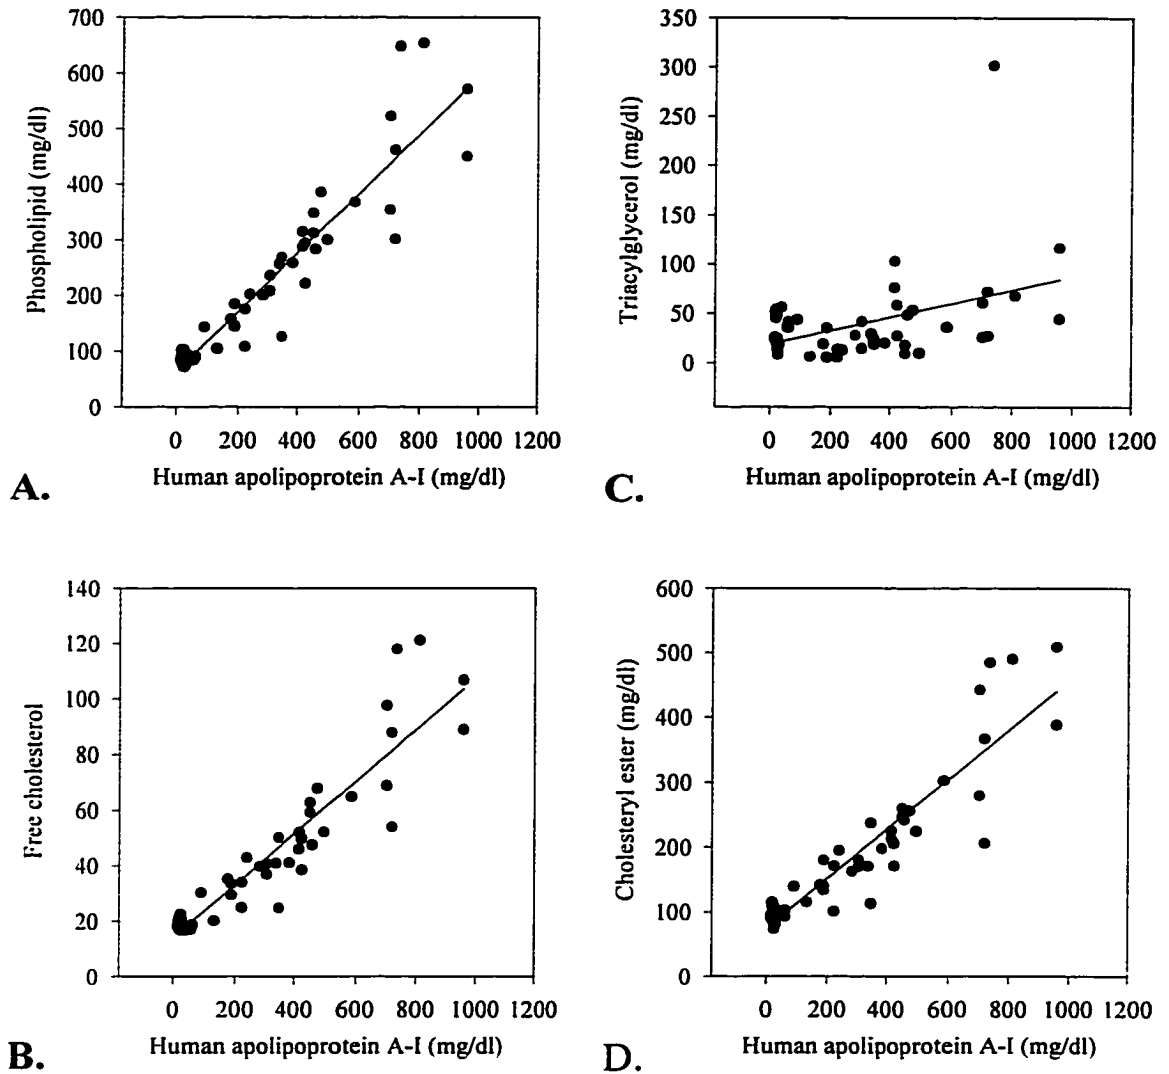 700
600
500
400
300
200
100
0
Phospholipid (mg/dl)
0 200 400 600 800 1000 1200
Human apolipoprotein A-I (mg/dl)
A.
350
300
250
200
150
100
50
0
Triacylglycerol (mg/dl)
0 200 400 600 800 1000 1200
Human apolipoprotein A-I (mg/dl)
C.
140
120
100
80
60
40
20
0
Free cholesterol
0 200 400 600 800 1000 1200
Human apolipoprotein A-I (mg/dl)
B.
600
500
400
300
200
100
0
Cholesteryl ester (mg/dl)
0 200 400 600 800 1000 1200
Human apolipoprotein A-I (mg/dl)
D.